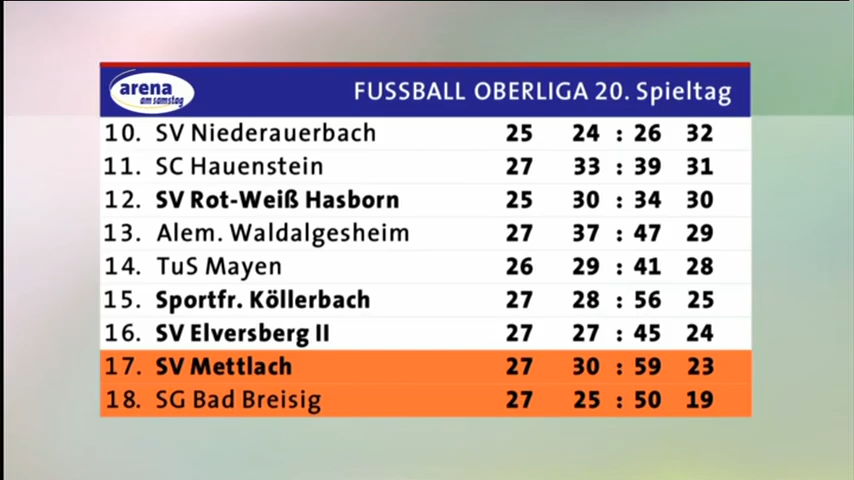 arena
am samstag
FUSSBALL OBERLIGA 20. Spieltag
10. SV Niederauerbach 25 24 : 26 32
11. SC Hauenstein 27 33 : 39 31
12. SV Rot-Weiß Hasborn 25 30 : 34 30
13. Alem. Waldalgesheim 27 37 : 47 29
14. TuS Mayen 26 29 : 41 28
15. Sportfr. Köllerbach 27 28 : 56 25
16. SV Elversberg II 27 27 : 45 24
17. SV Mettlach 27 30 : 59 23
18. SG Bad Breisig 27 25 : 50 19